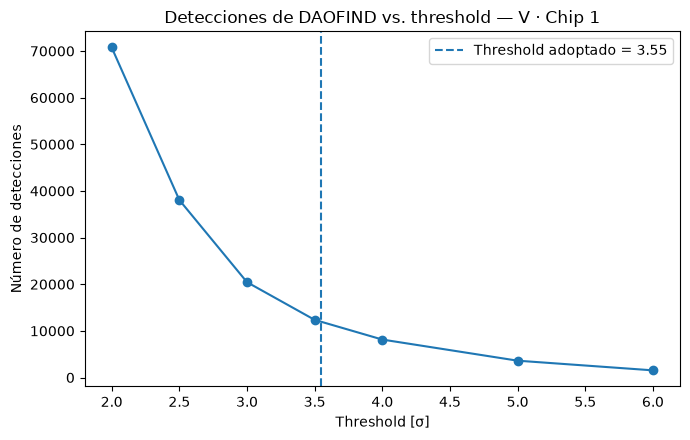 Detecciones de DAOFIND vs. threshold — V · Chip 1
Threshold adoptado = 3.55
Número de detecciones
70000
60000
50000
40000
30000
20000
10000
0
2.0 2.5 3.0 3.5 4.0 4.5 5.0 5.5 6.0
Threshold [σ]